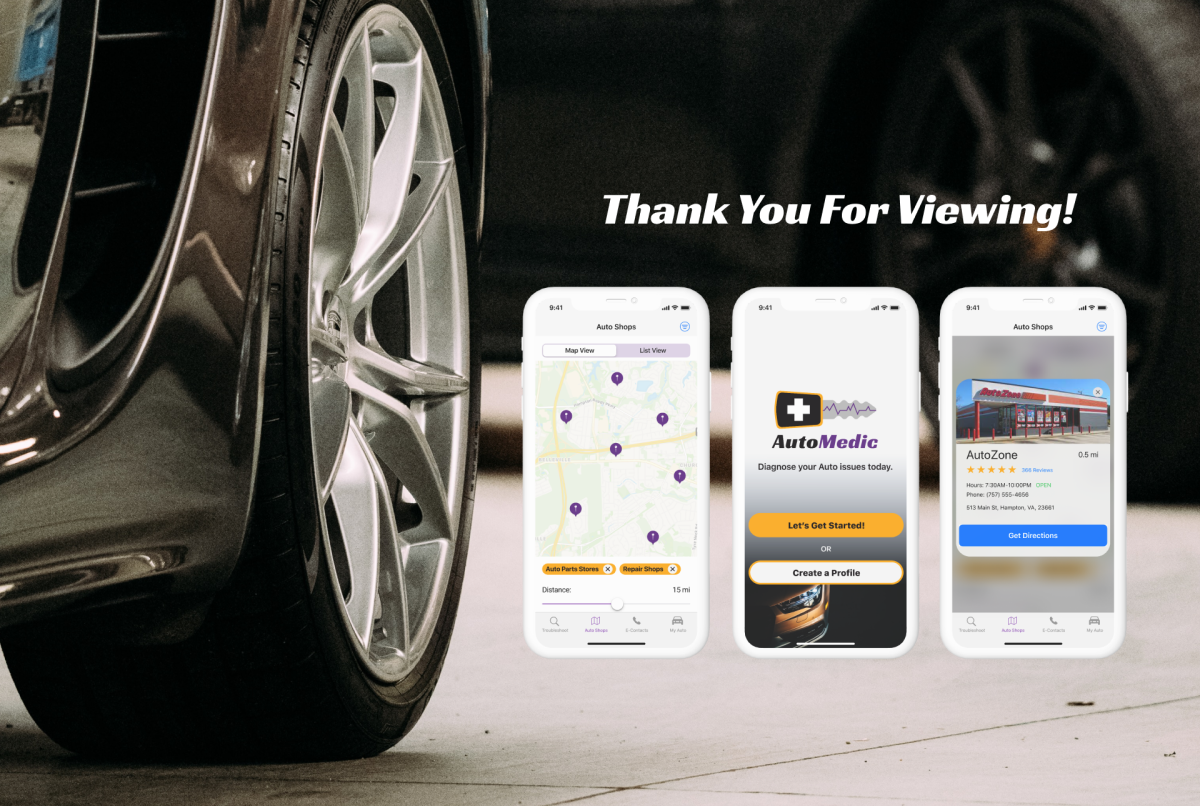 Thank You For Viewing!
9:41
Auto Shops
Map View
List View
Auto Parts Stores
Repair Shops
Distance:
15 mi
Troubleshoot
Auto Shops
E-Contacts
My Auto
9:41
AutoMedic
Diagnose your Auto issues today.
Let's Get Started!
OR
Create a Profile
9:41
Auto Shops
AutoZone
AutoZone
0.5 mi
366 Reviews
Hours: 7:30AM-10:00PM OPEN
Phone: (757) 555-4656
513 Main St, Hampton, VA, 23661
Get Directions
Troubleshoot
Auto Shops
E-Contacts
My Auto